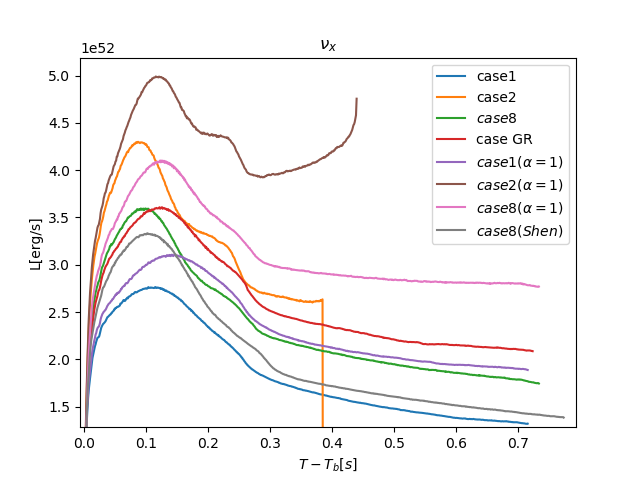 ν_x
1e52
5.0
4.5
4.0
3.5
3.0
2.5
2.0
1.5
L[erg/s]
0.0 0.1 0.2 0.3 0.4 0.5 0.6 0.7
T − T_b[s]
case1
case2
case8
case GR
case1(α = 1)
case2(α = 1)
case8(α = 1)
case8(Shen)